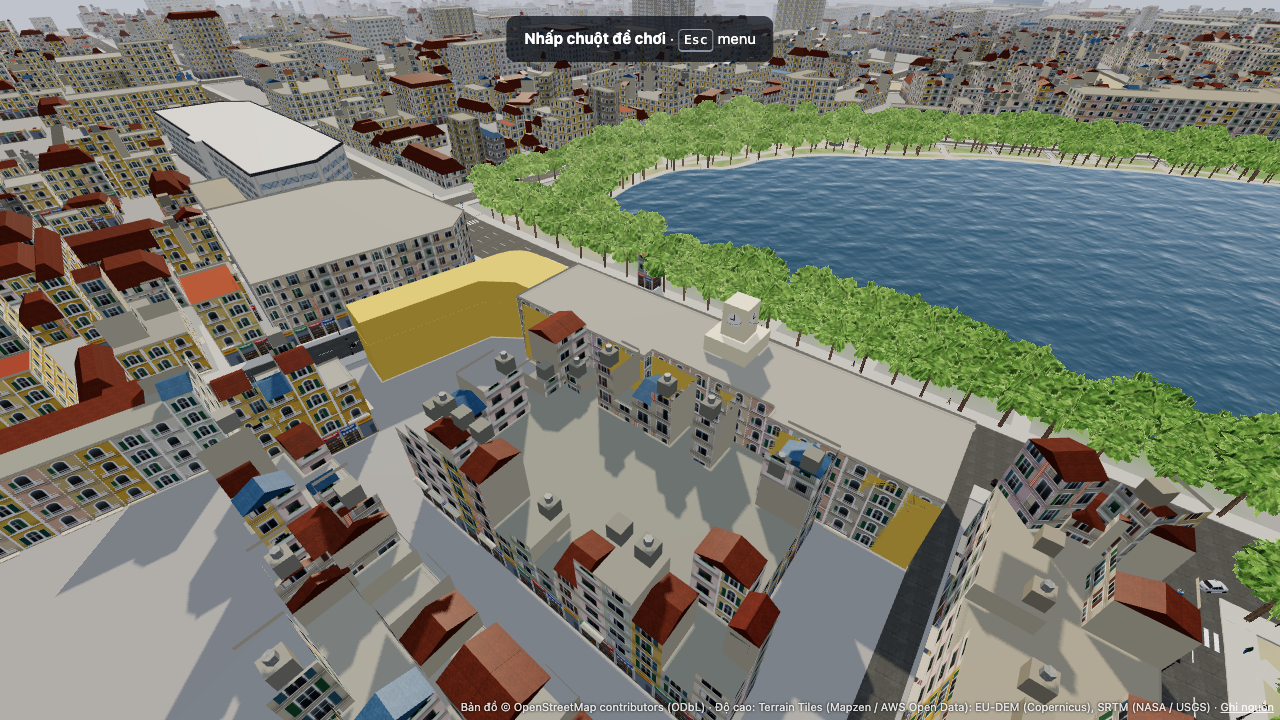 Nhấp chuột để chơi · Esc menu
Bản đồ © OpenStreetMap contributors (ODbL) · Độ cao: Terrain Tiles (Mapzen / AWS Open Data): EU-DEM (Copernicus), SRTM (NASA / USGS) · Ghi nguồn